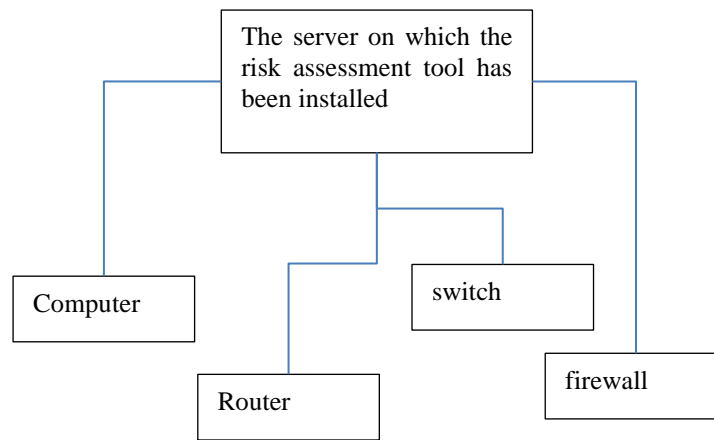 The server on which the
risk assessment tool has
been installed
Computer
switch
Router
firewall